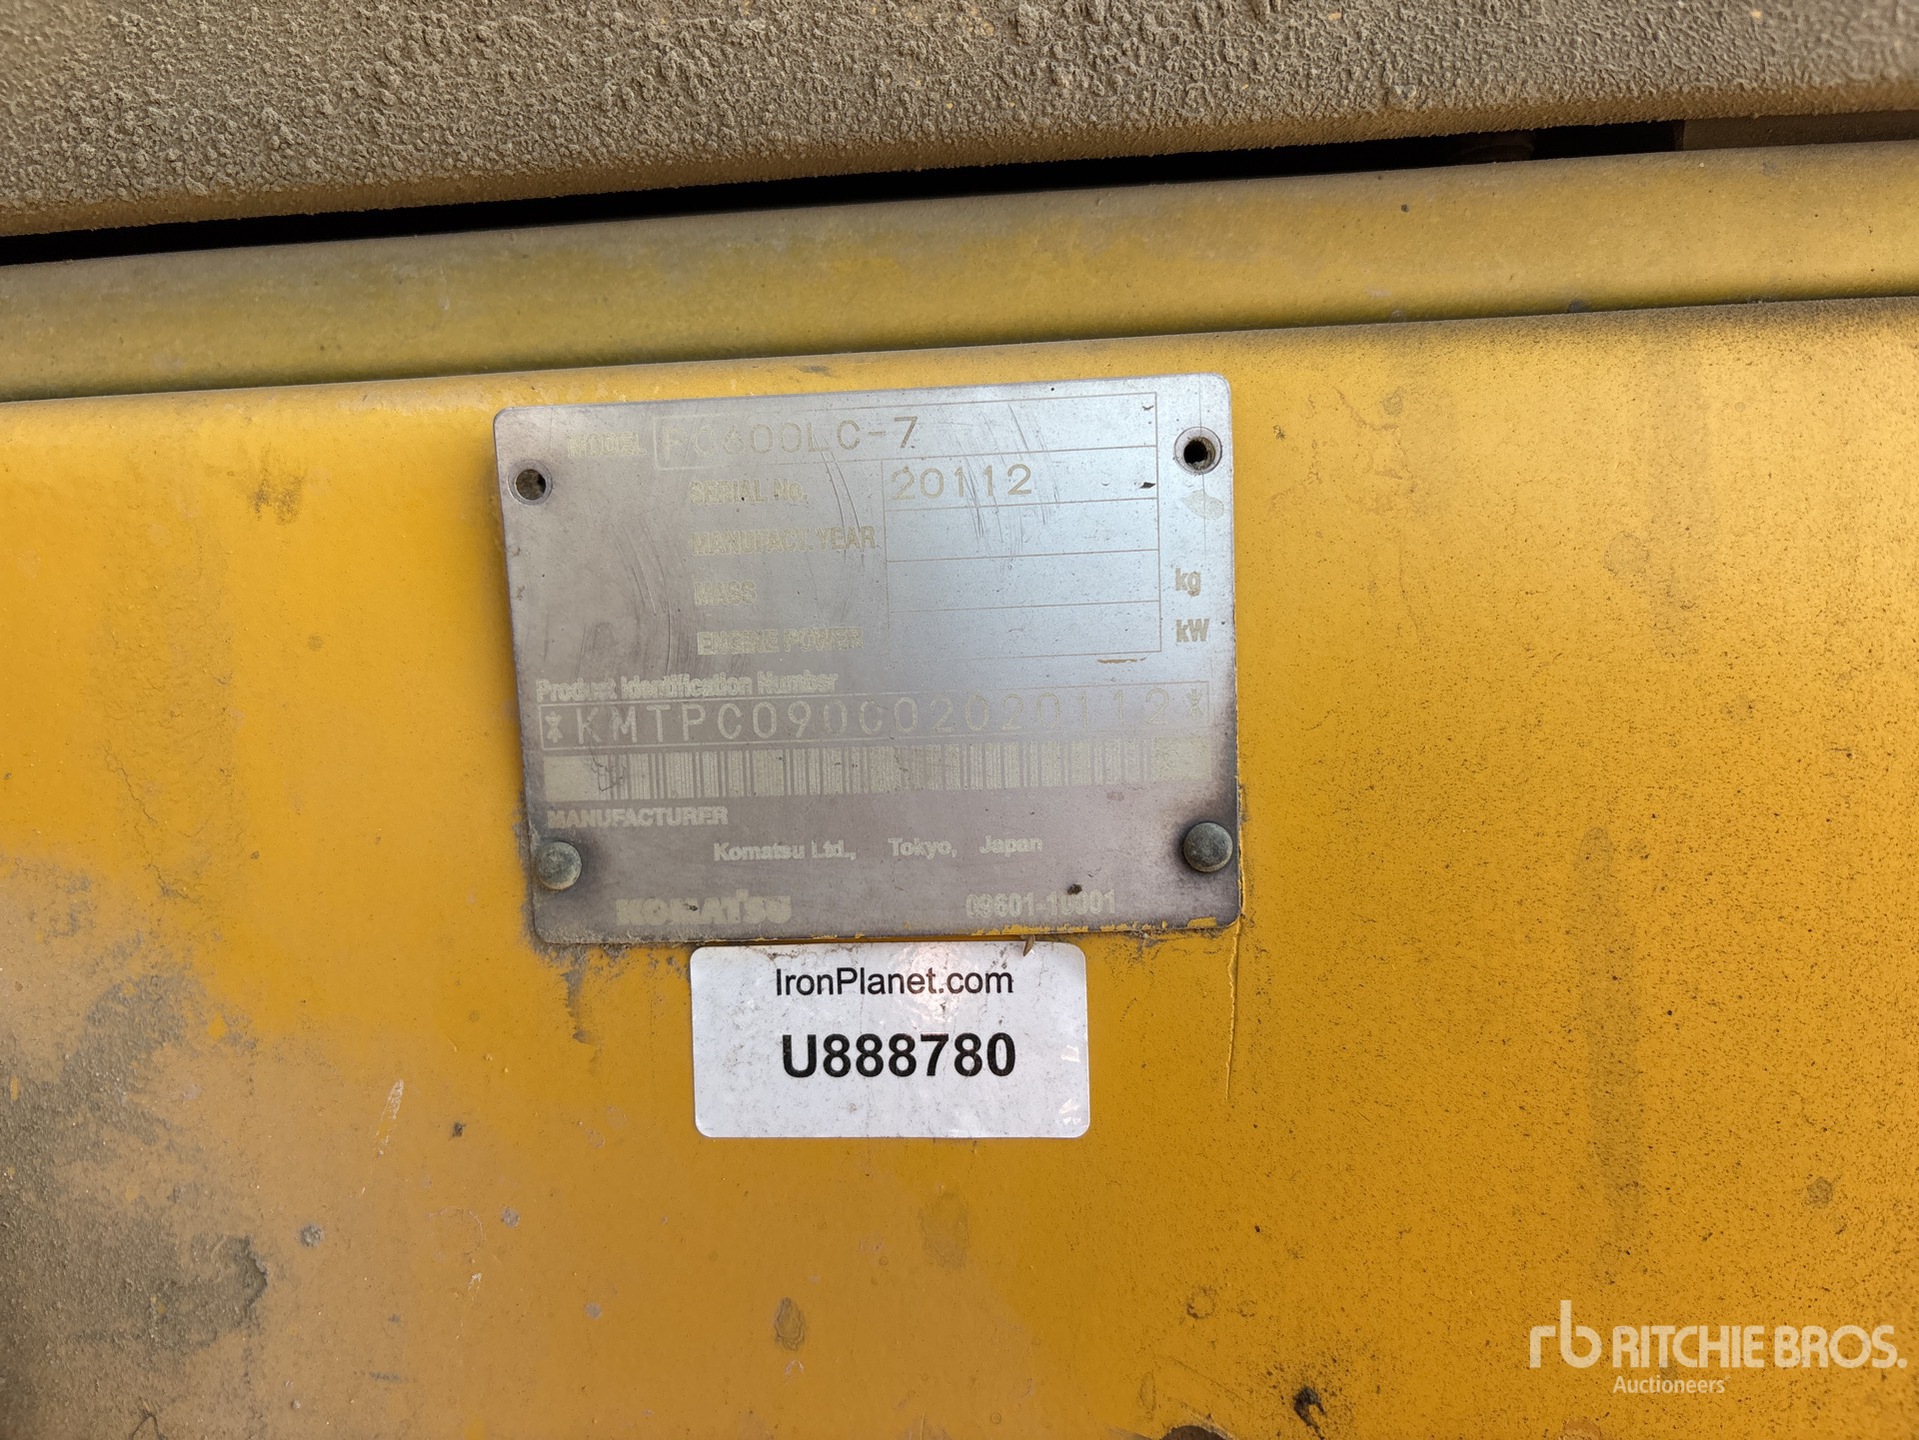 MODEL PC600LC-7
SERIAL No. 20112
MANUFACT. YEAR
MASS kg
ENGINE POWER kW
Product Identification Number
*KMTPC090C02020112*
MANUFACTURER
Komatsu Ltd., Tokyo, Japan
KOMATSU 09601-10001
IronPlanet.com
U888780
rb RITCHIE BROS.
Auctioneers